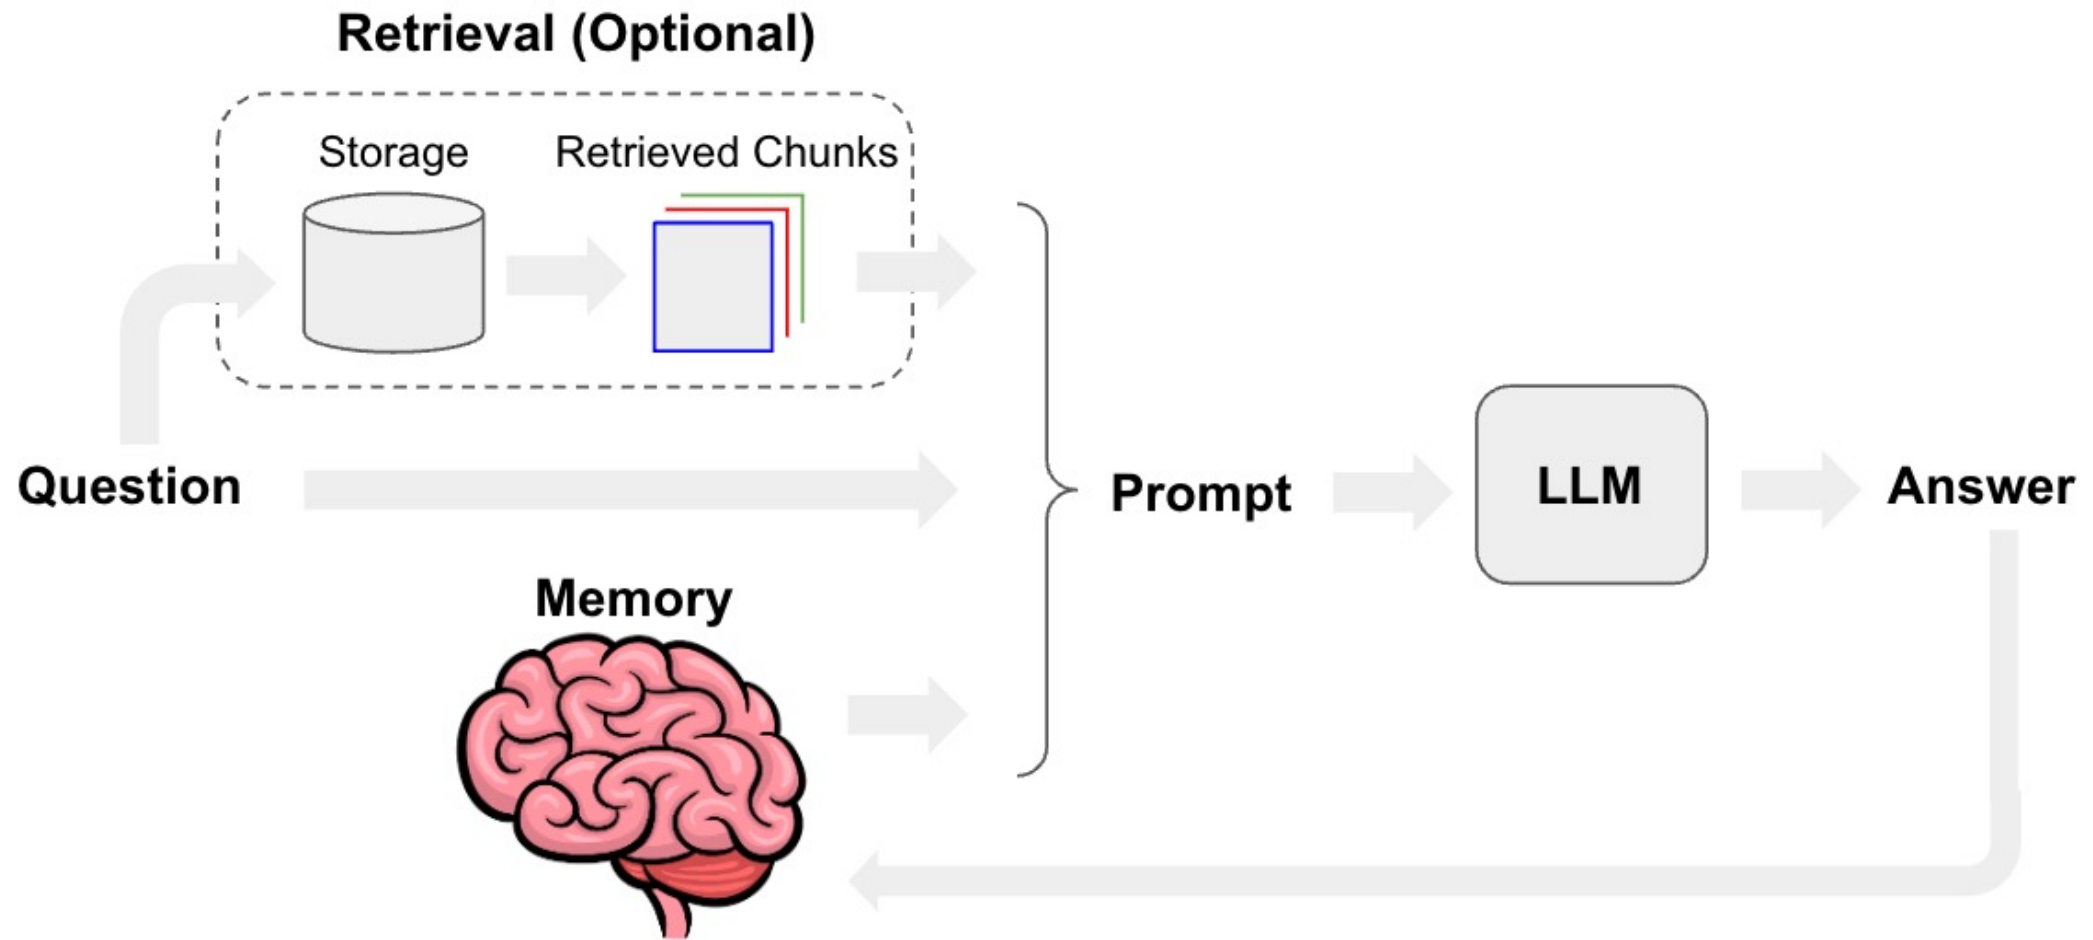 Retrieval (Optional)
Storage
Retrieved Chunks
Question
Prompt
LLM
Answer
Memory